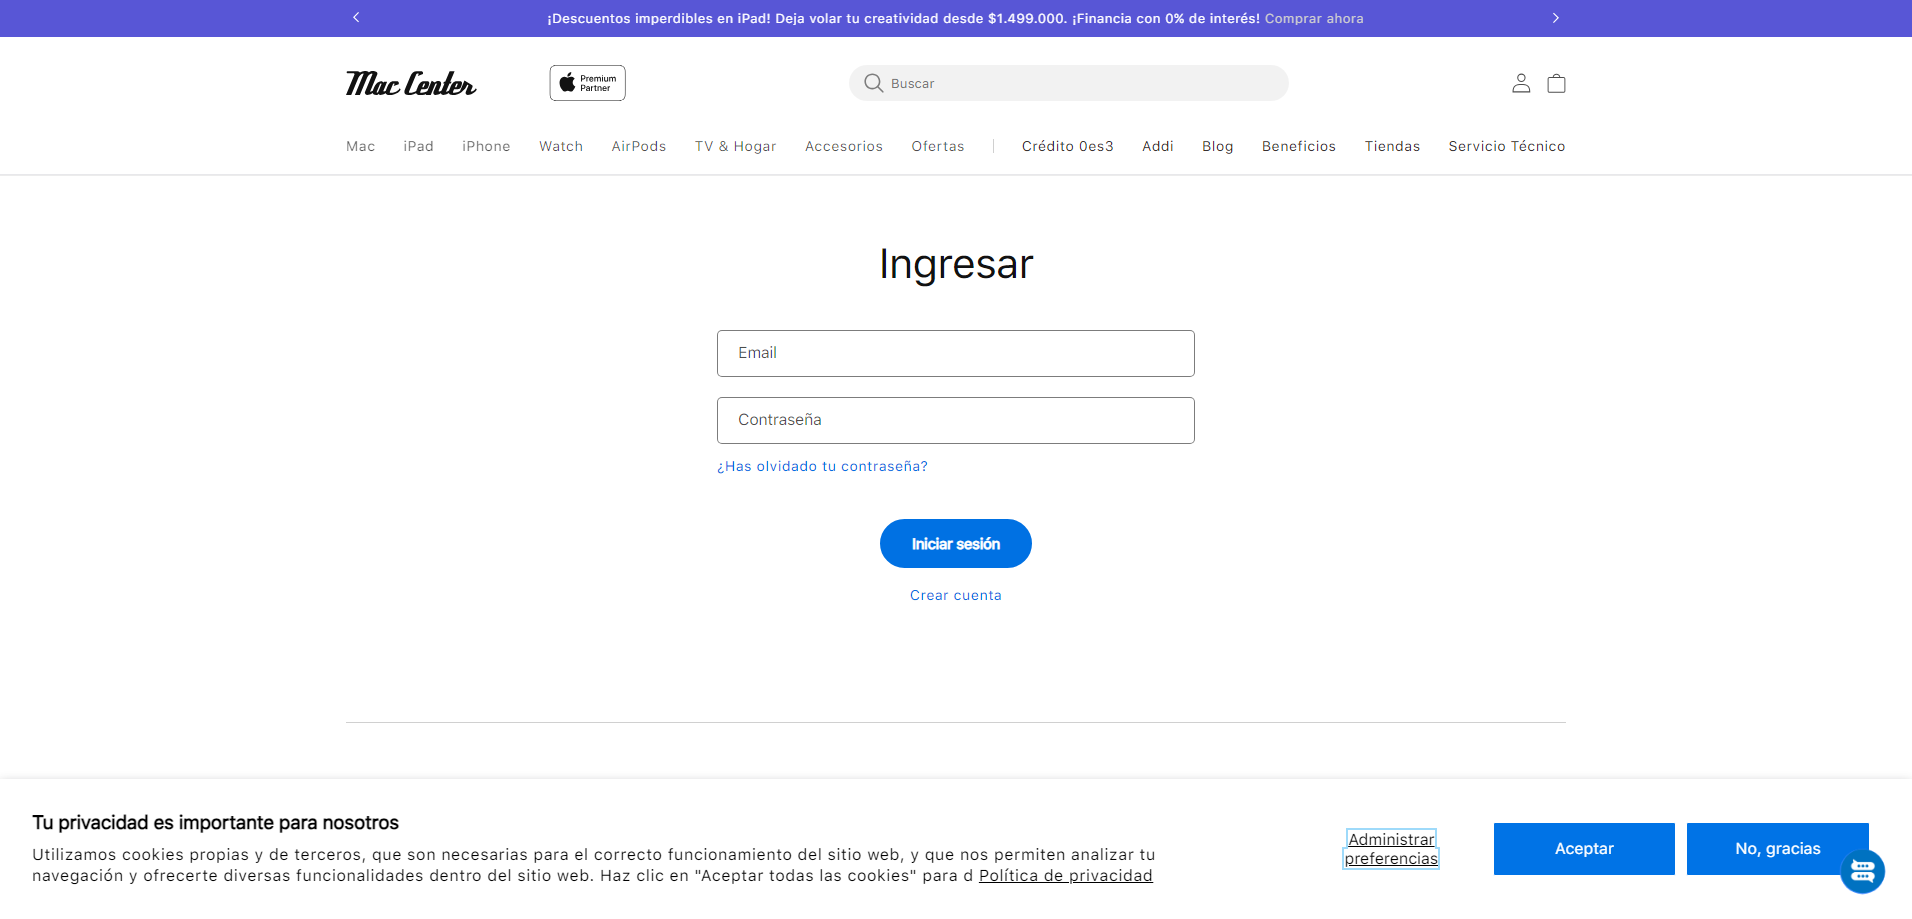 ¡Descuentos imperdibles en iPad! Deja volar tu creatividad desde $1.499.000. ¡Financia con 0% de interés! Comprar ahora
Mac Center
Premium
Partner
Buscar
Mac iPad iPhone Watch AirPods TV & Hogar Accesorios Ofertas Crédito 0es3 Addi Blog Beneficios Tiendas Servicio Técnico
Ingresar
Email
Contraseña
¿Has olvidado tu contraseña?
Iniciar sesión
Crear cuenta
Tu privacidad es importante para nosotros
Utilizamos cookies propias y de terceros, que son necesarias para el correcto funcionamiento del sitio web, y que nos permiten analizar tu
navegación y ofrecerte diversas funcionalidades dentro del sitio web. Haz clic en "Aceptar todas las cookies" para d Política de privacidad
Administrar
preferencias
Aceptar
No, gracias